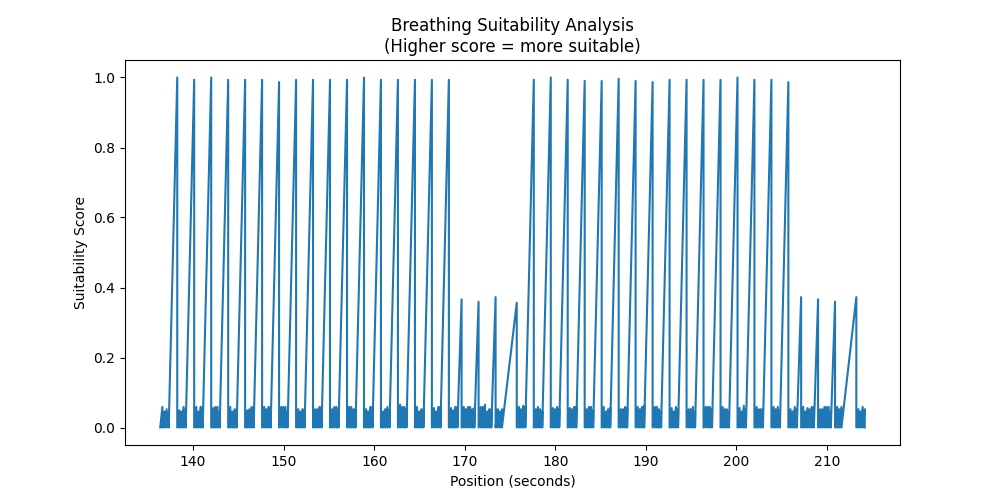 Breathing Suitability Analysis
(Higher score = more suitable)
Suitability Score
1.0
0.8
0.6
0.4
0.2
0.0
140 150 160 170 180 190 200 210
Position (seconds)